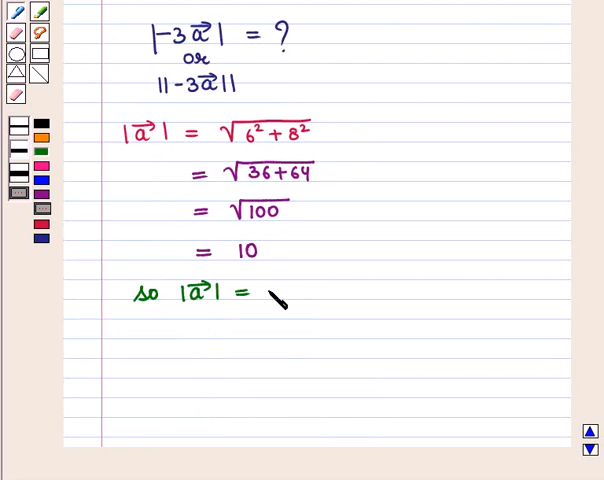 |-3a⃗| = ?
or
||-3a⃗||
|a⃗| = √(6² + 8²)
= √(36+64)
= √100
= 10
so |a⃗| =